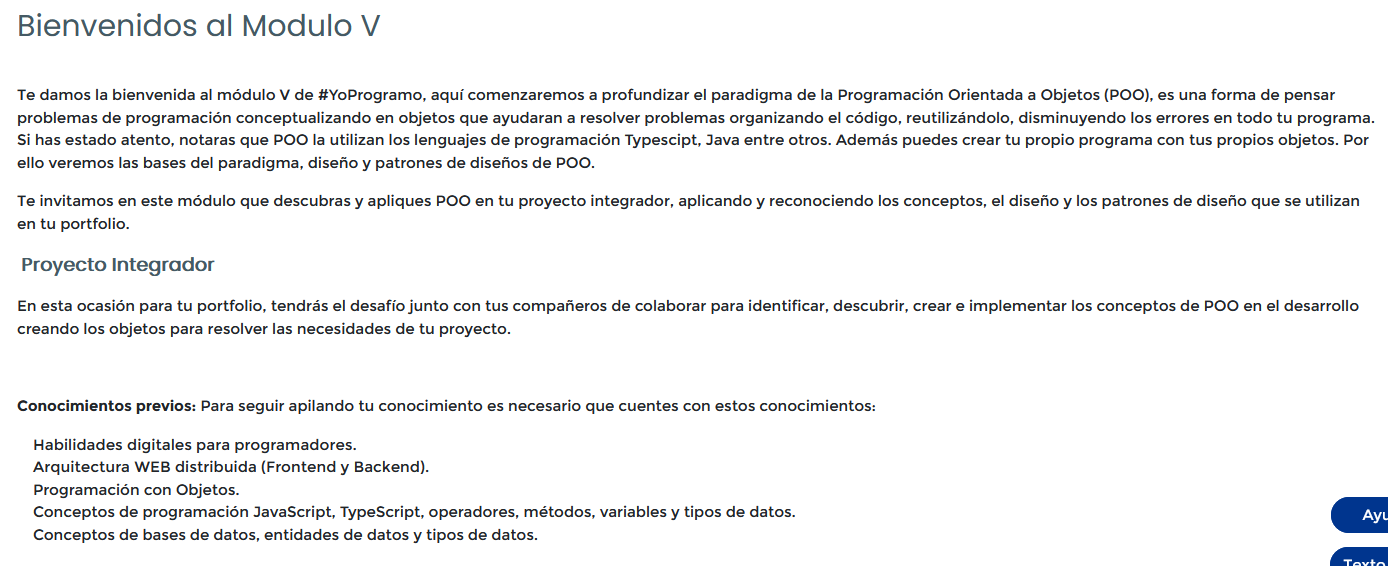 Bienvenidos al Modulo V
Te damos la bienvenida al módulo V de #YoProgramo, aquí comenzaremos a profundizar el paradigma de la Programación Orientada a Objetos (POO), es una forma de pensar
problemas de programación conceptualizando en objetos que ayudaran a resolver problemas organizando el código, reutilizándolo, disminuyendo los errores en todo tu programa.
Si has estado atento, notaras que POO la utilizan los lenguajes de programación Typescipt, Java entre otros. Además puedes crear tu propio programa con tus propios objetos. Por
ello veremos las bases del paradigma, diseño y patrones de diseños de POO.
Te invitamos en este módulo que descubras y apliques POO en tu proyecto integrador, aplicando y reconociendo los conceptos, el diseño y los patrones de diseño que se utilizan
en tu portfolio.
Proyecto Integrador
En esta ocasión para tu portfolio, tendrás el desafío junto con tus compañeros de colaborar para identificar, descubrir, crear e implementar los conceptos de POO en el desarrollo
creando los objetos para resolver las necesidades de tu proyecto.
Conocimientos previos: Para seguir apilando tu conocimiento es necesario que cuentes con estos conocimientos:
Habilidades digitales para programadores.
Arquitectura WEB distribuida (Frontend y Backend).
Programación con Objetos.
Conceptos de programación JavaScript, TypeScript, operadores, métodos, variables y tipos de datos.
Conceptos de bases de datos, entidades de datos y tipos de datos.
Texto